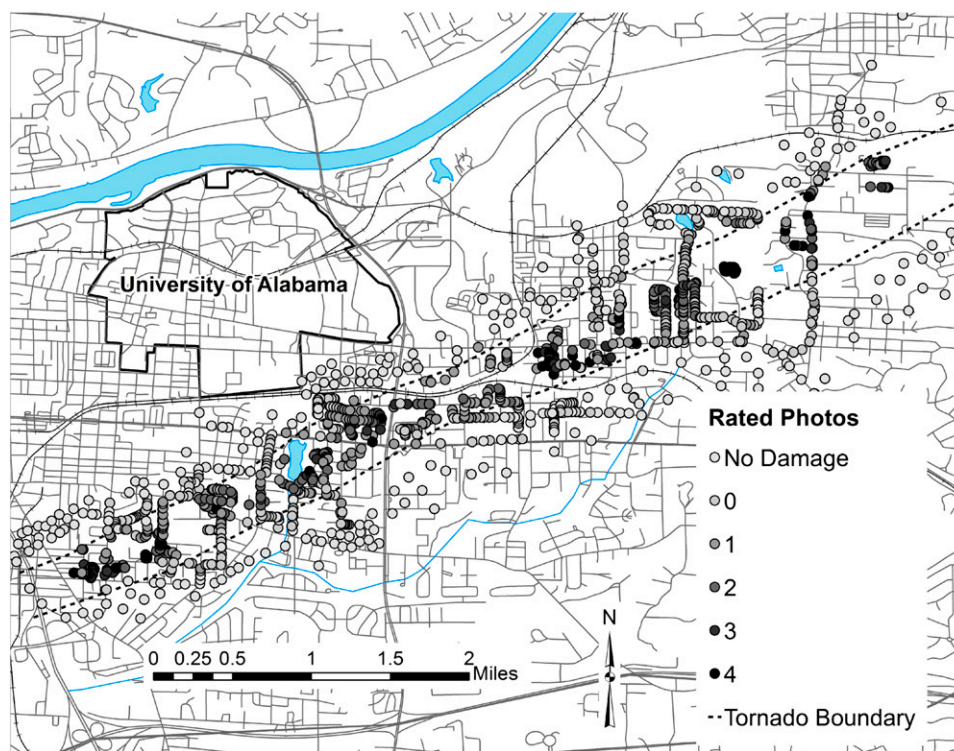 University of Alabama
Rated Photos
No Damage
0
1
2
3
4
Tornado Boundary
N
0 0.25 0.5 1 1.5 2
Miles